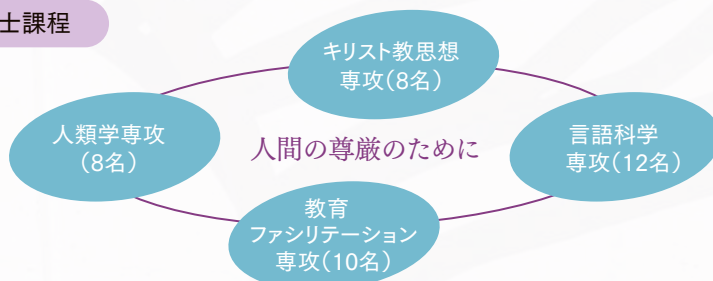 士課程
キリスト教思想
専攻(8名)
人類学専攻
(8名)
人間の尊厳のために
言語科学
専攻(12名)
教育
ファシリテーション
専攻(10名)